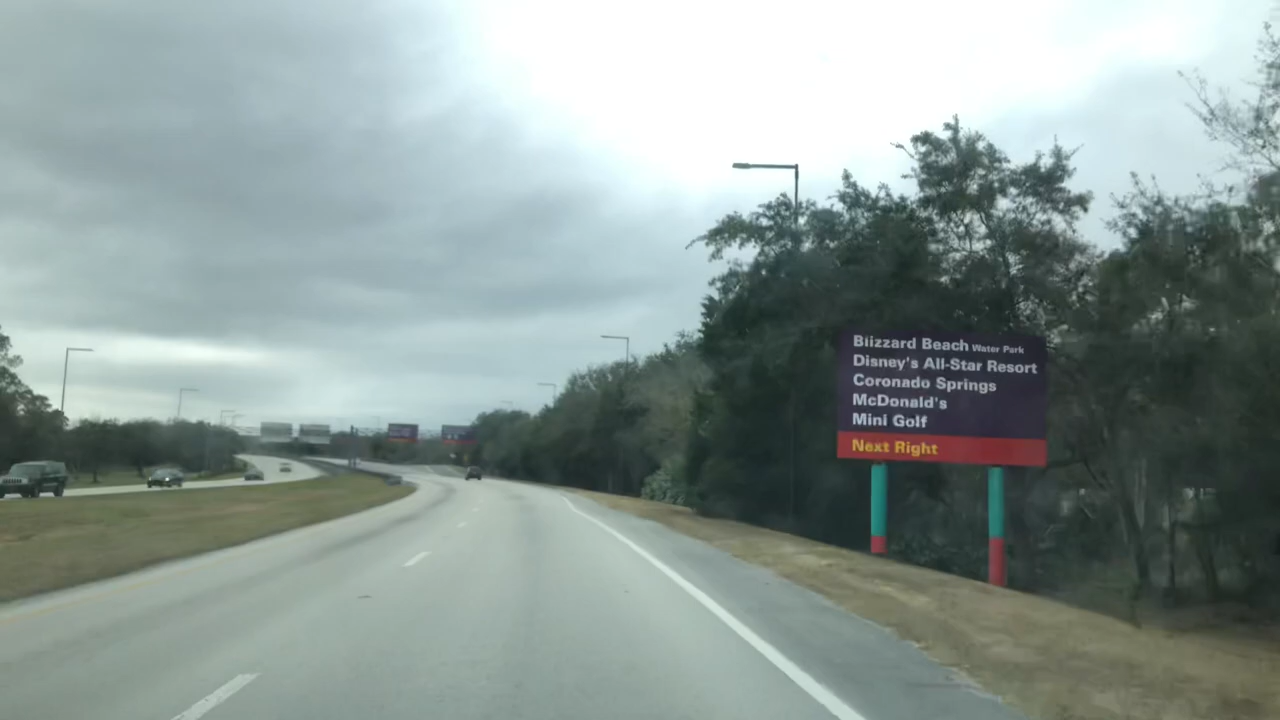 Blizzard Beach Water Park
Disney's All-Star Resort
Coronado Springs
McDonald's
Mini Golf
Next Right